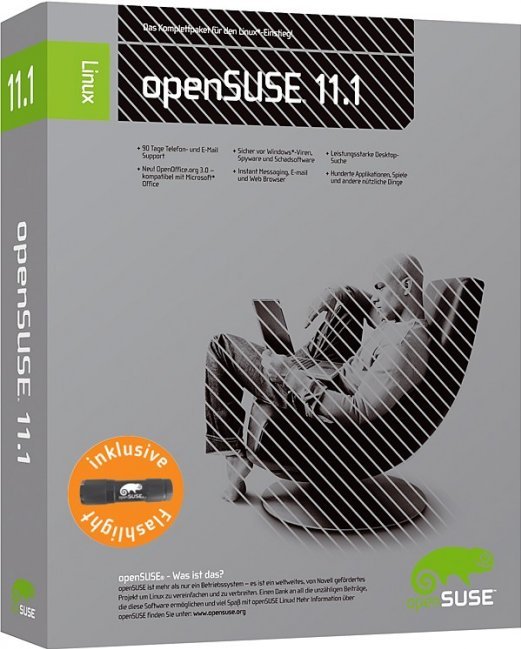 Das Komplettpaket für den Linux®-Einstieg!
openSUSE 11.1
11.1
Linux
+ 90 Tage Telefon- und E-Mail
Support
+ Neu! OpenOffice.org 3.0 –
kompatibel mit Microsoft®
Office
+ Sicher vor Windows®-Viren,
Spyware und Schadsoftware
+ Instant Messaging, E-mail
und Web Browser
+ Leistungsstarke Desktop-
Suche
+ Hunderte Applikationen, Spiele
und andere nützliche Dinge
openSUSE 11.1
inklusive
openSUSE
Flashlight
openSUSE® - Was ist das?
openSUSE ist mehr als nur ein Betriebssystem – es ist ein weltweites, von Novell gefördertes
Projekt um Linux zu vereinfachen und zu verbreiten. Einen Dank an all die unzähligen Beiträge,
die diese Software ermöglichen und viel Spaß mit openSUSE Linux! Mehr Information über
openSUSE finden Sie unter: www.opensuse.org
openSUSE™